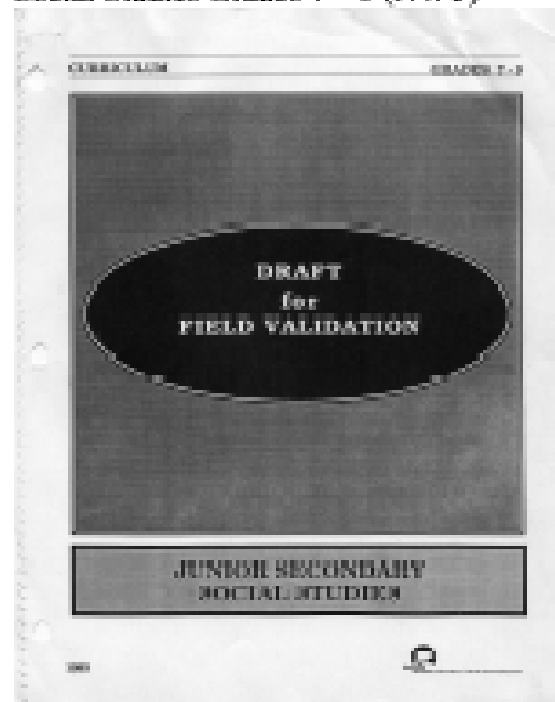 CURRICULUM GRADES 7 - 9
DRAFT
for
FIELD VALIDATION
JUNIOR SECONDARY
SOCIAL STUDIES